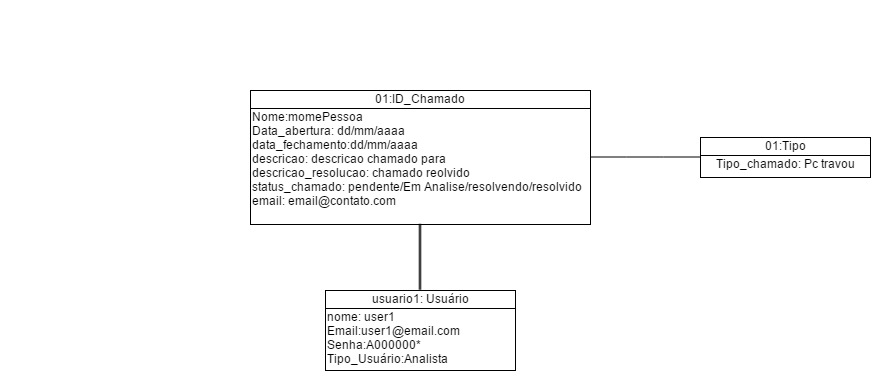 01:ID_Chamado
Nome:momePessoa
Data_abertura: dd/mm/aaaa
data_fechamento:dd/mm/aaaa
descricao: descricao chamado para
descricao_resolucao: chamado reolvido
status_chamado: pendente/Em Analise/resolvendo/resolvido
email: email@contato.com
01:Tipo
Tipo_chamado: Pc travou
usuario1: Usuário
nome: user1
Email:user1@email.com
Senha:A000000*
Tipo_Usuário:Analista